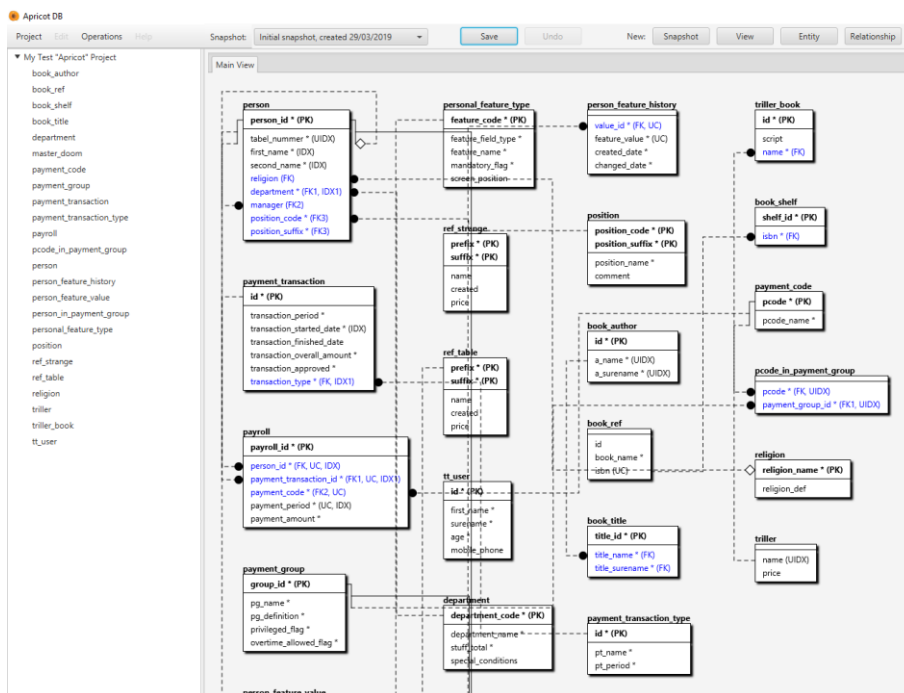 Apricot DB
Project Edit Operations Help
Snapshot: Initial snapshot, created 29/03/2019 Save Undo New: Snapshot View Entity Relationship
My Test "Apricot" Project
book_author
book_ref
book_shelf
book_title
department
master_doom
payment_code
payment_group
payment_transaction
payment_transaction_type
payroll
pcode_in_payment_group
person
person_feature_history
person_feature_value
person_in_payment_group
personal_feature_type
position
ref_strange
ref_table
religion
triller
triller_book
tt_user
Main View
person
person_id * (PK)
tabel_nummer * (UIDX)
first_name * (IDX)
second_name * (IDX)
religion (FK)
department * (FK1, IDX1)
manager (FK2)
position_code * (FK3)
position_suffix * (FK3)
payment_transaction
id * (PK)
transaction_period *
transaction_started_date * (IDX)
transaction_finished_date
transaction_overall_amount *
transaction_approved *
transaction_type * (FK, IDX1)
payroll
payroll_id * (PK)
person_id * (FK, UC, IDX)
payment_transaction_id * (FK1, UC, IDX1)
payment_code * (FK2, UC)
payment_period * (UC, IDX)
payment_amount *
payment_group
group_id * (PK)
pg_name *
pg_definition *
privileged_flag *
overtime_allowed_flag *
person_feature_value
personal_feature_type
feature_code * (PK)
feature_field_type *
feature_name *
mandatory_flag *
screen_position
ref_strange
prefix * (PK)
suffix * (PK)
name
created
price
ref_table
prefix * (PK)
suffix * (PK)
name
created
price
tt_user
id * (PK)
first_name *
surename *
age *
mobile_phone
department
department_code * (PK)
department_name *
stuff_total *
special_conditions
person_feature_history
value_id * (FK, UC)
feature_value * (UC)
created_date *
changed_date *
position
position_code * (PK)
position_suffix * (PK)
position_name *
comment
book_author
id * (PK)
a_name * (UIDX)
a_surename * (UIDX)
book_ref
id
book_name *
isbn (UC)
book_title
title_id * (PK)
title_name * (FK)
title_surename * (FK)
payment_transaction_type
id * (PK)
pt_name *
pt_period *
triller_book
id * (PK)
script
name * (FK)
book_shelf
shelf_id * (PK)
isbn * (FK)
payment_code
pcode * (PK)
pcode_name *
pcode_in_payment_group
pcode * (FK, UIDX)
payment_group_id * (FK1, UIDX)
religion
religion_name * (PK)
religion_def
triller
name (UIDX)
price